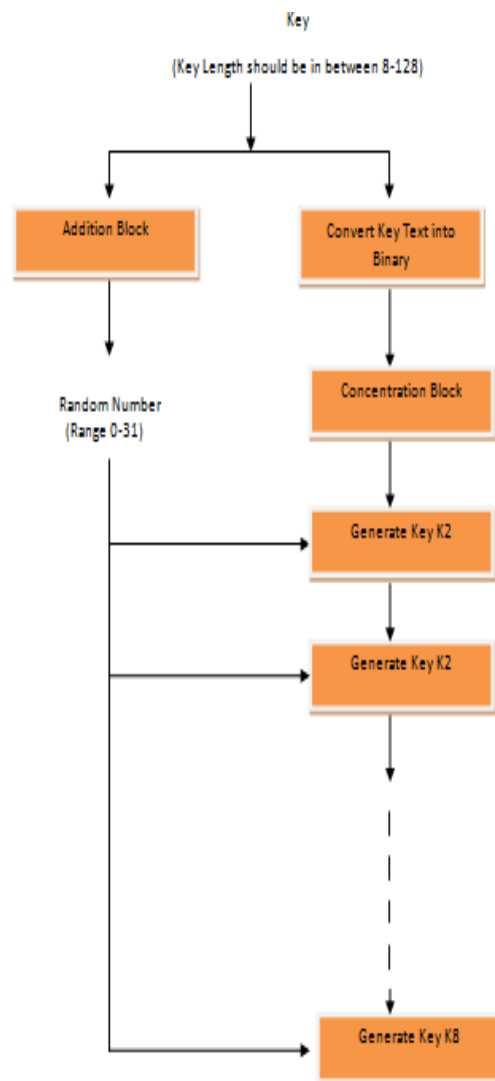 Key
(Key Length should be in between 8-128)
Addition Block
Convert Key Text into
Binary
Concentration Block
Random Number
(Range 0-31)
Generate Key K2
Generate Key K2
Generate Key K8